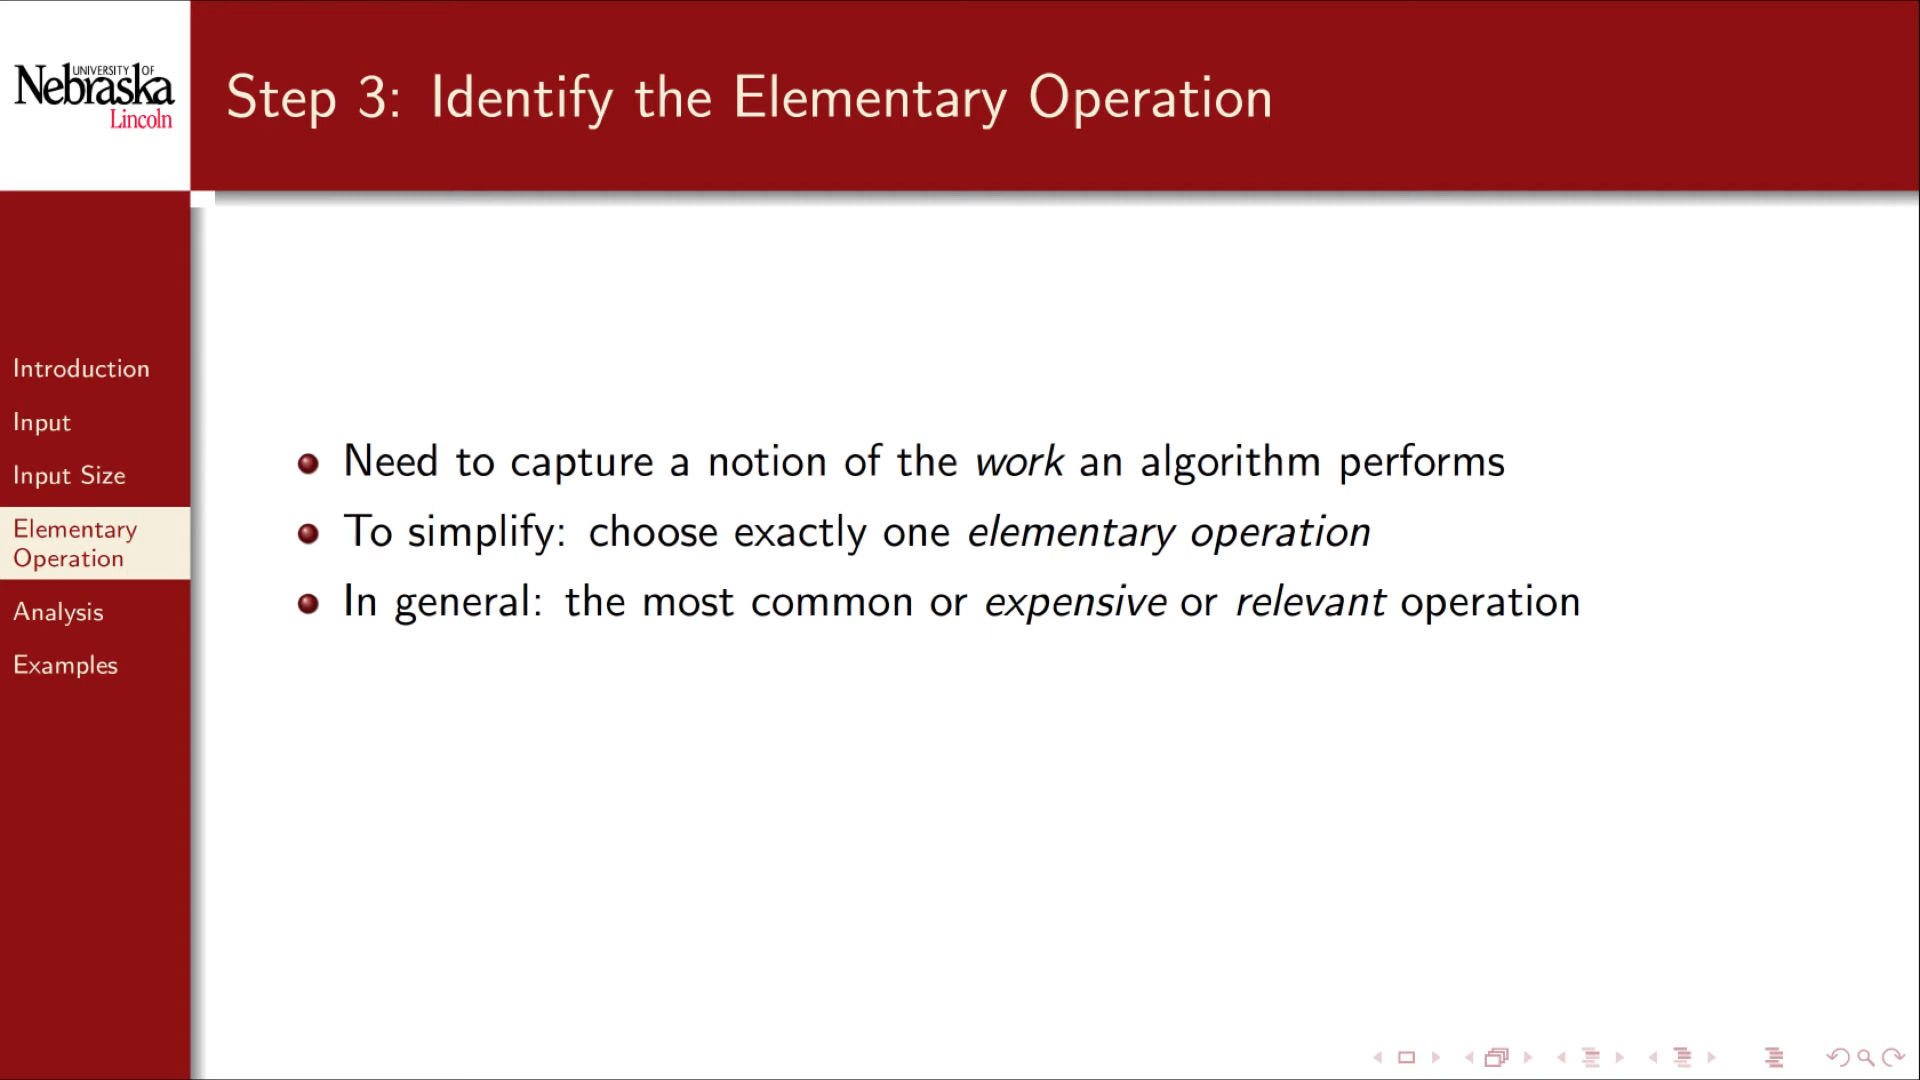 UNIVERSITY OF
Nebraska
Lincoln
Step 3: Identify the Elementary Operation
Introduction
Input
Input Size
Elementary
Operation
Analysis
Examples
Need to capture a notion of the work an algorithm performs
To simplify: choose exactly one elementary operation
In general: the most common or expensive or relevant operation